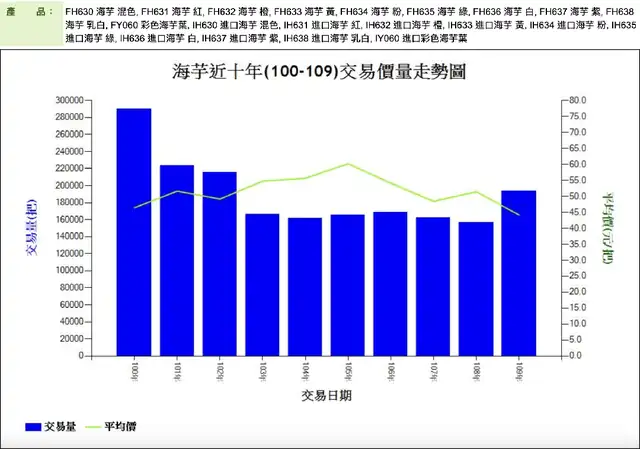 產 品： FH630 海芋 混色, FH631 海芋 紅, FH632 海芋 橙, FH633 海芋 黃, FH634 海芋 粉, FH635 海芋 綠, FH636 海芋 白, FH637 海芋 紫, FH638
海芋 乳白, FY060 彩色海芋葉, IH630 進口海芋 混色, IH631 進口海芋 紅, IH632 進口海芋 橙, IH633 進口海芋 黃, IH634 進口海芋 粉, IH635
進口海芋 綠, IH636 進口海芋 白, IH637 進口海芋 紫, IH638 進口海芋 乳白, IY060 進口彩色海芋葉
海芋近十年(100-109)交易價量走勢圖
300000
280000
260000
240000
220000
200000
180000
160000
140000
120000
100000
80000
60000
40000
20000
0
交易量(把)
80.0
75.0
70.0
65.0
60.0
55.0
50.0
45.0
40.0
35.0
30.0
25.0
20.0
15.0
10.0
5.0
0.0
平均價(元/把)
100年
101年
102年
103年
104年
105年
106年
107年
108年
109年
交易日期
交易量 平均價